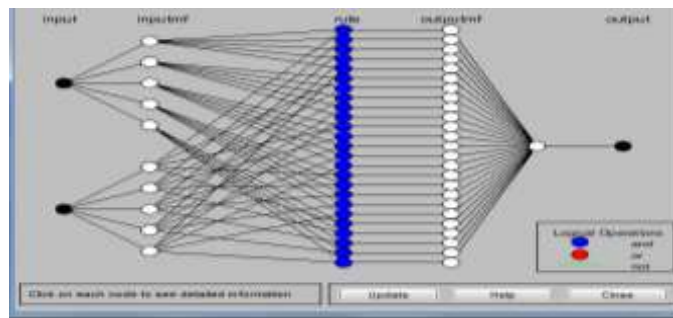 input inputmf rule outputmf output
Logical Operations
and
or
not
Click on each node to see detailed information
Update Help Close